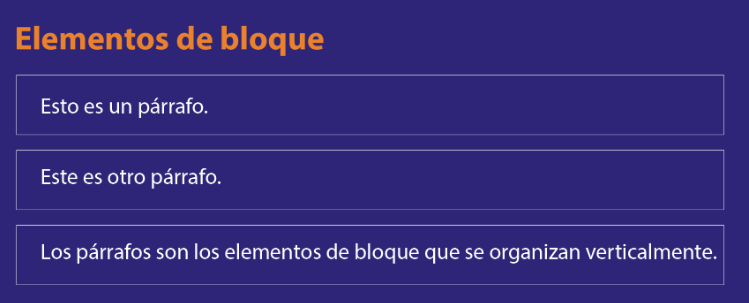 Elementos de bloque
Esto es un párrafo.
Este es otro párrafo.
Los párrafos son los elementos de bloque que se organizan verticalmente.